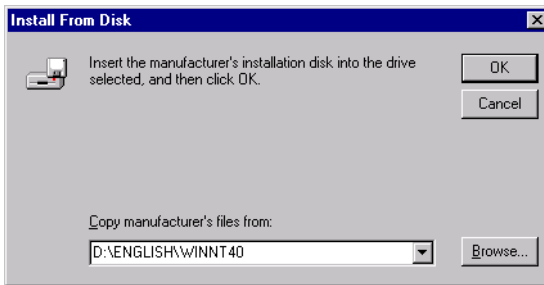 Install From Disk
Insert the manufacturer's installation disk into the drive
selected, and then click OK.
OK
Cancel
Copy manufacturer's files from:
D:\ENGLISH\WINNT40
Browse...